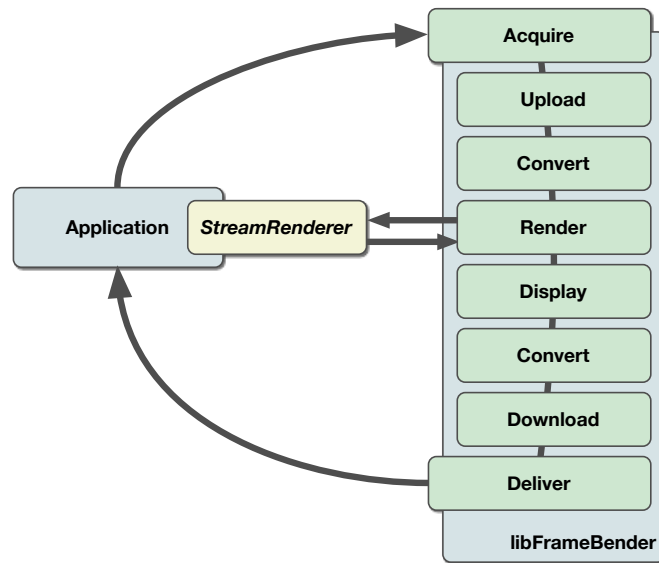 Acquire
Upload
Convert
Application
StreamRenderer
Render
Display
Convert
Download
Deliver
libFrameBender